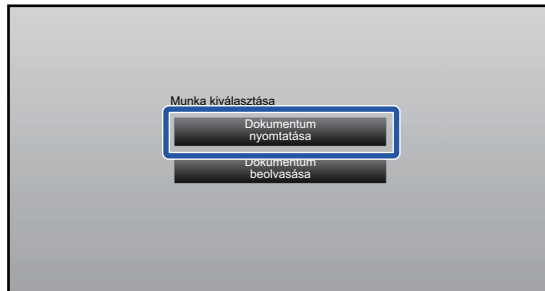 Munka kiválasztása
Dokumentum
nyomtatása
Dokumentum
beolvasása